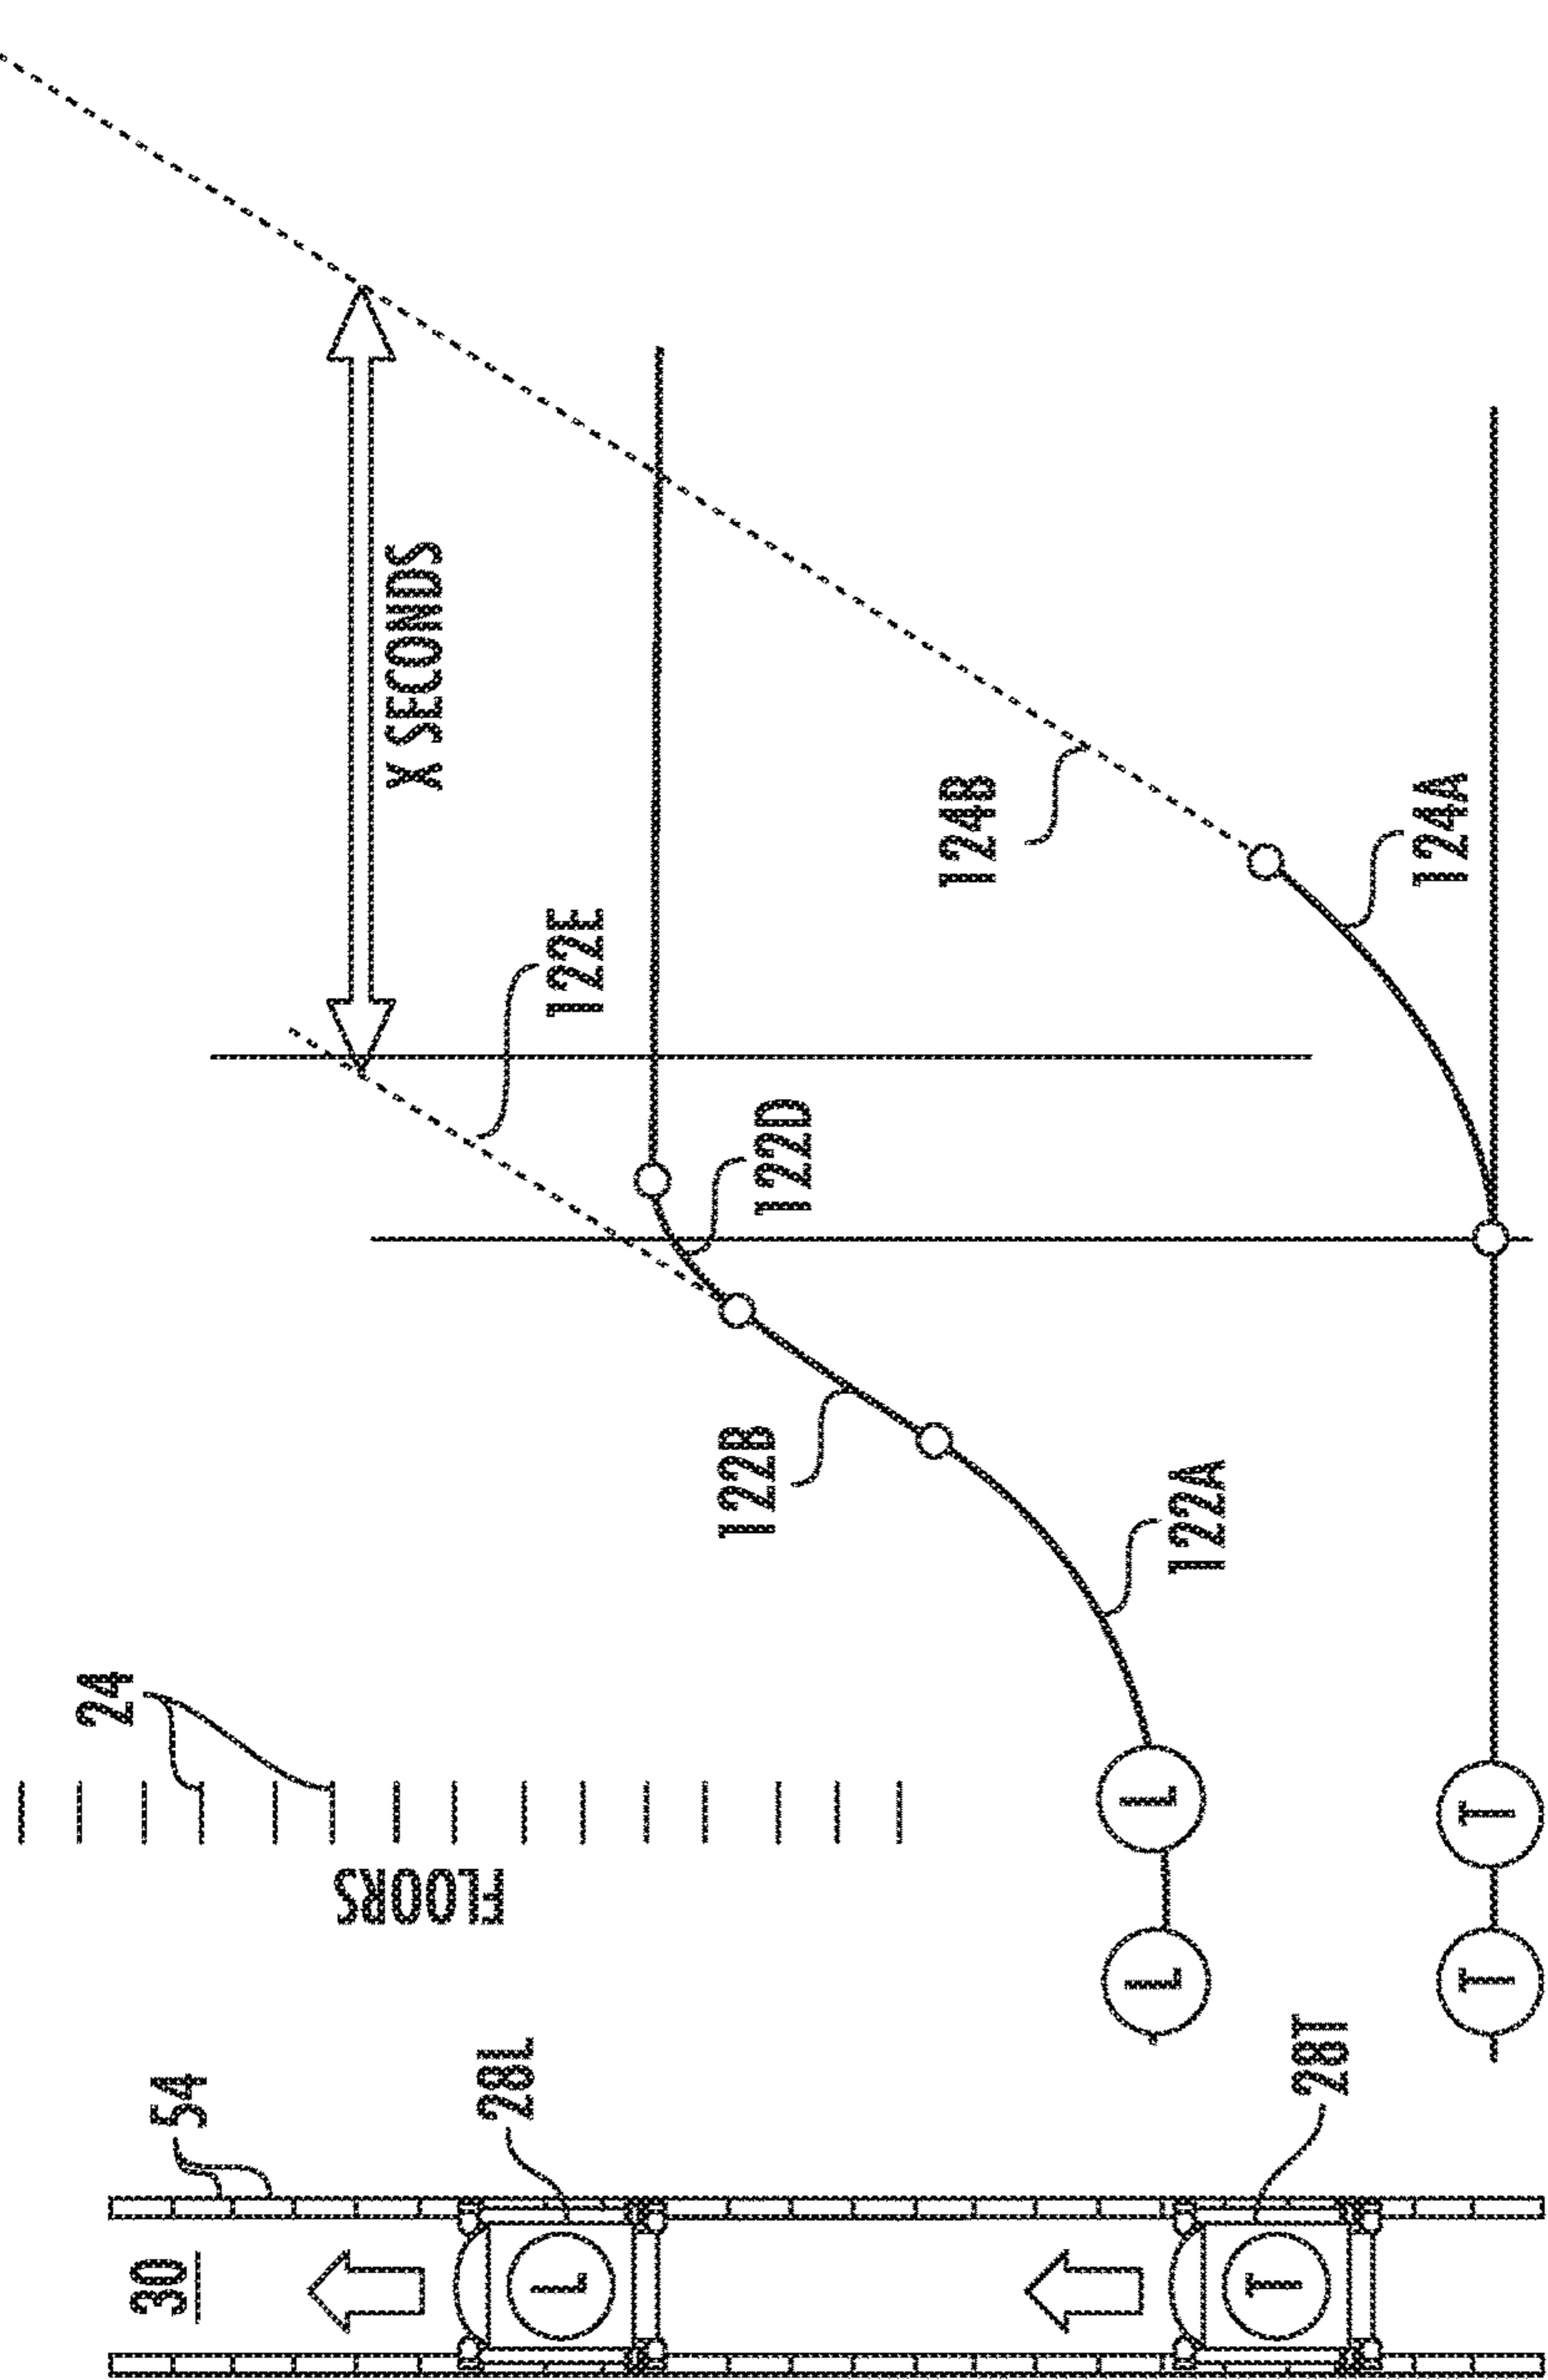 30
54
L
28L
T
28T
FLOORS
24
L
L
T
T
122A
122B
122D
122E
X SECONDS
124B
124A